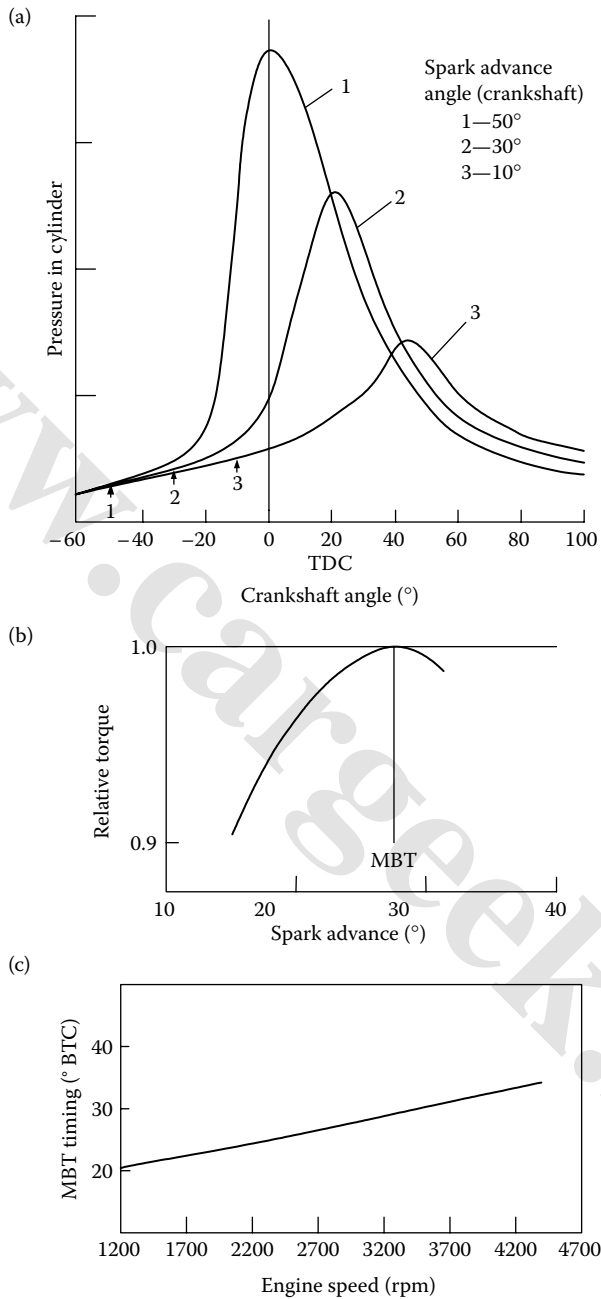 (a)
Pressure in cylinder
1
2
3
Spark advance
angle (crankshaft)
1—50°
2—30°
3—10°
1
2
3
−60 −40 −20 0 20 40 60 80 100
TDC
Crankshaft angle (°)
(b)
Relative torque
1.0
0.9
MBT
10 20 30 40
Spark advance (°)
(c)
MBT timing (° BTC)
40
30
20
1200 1700 2200 2700 3200 3700 4200 4700
Engine speed (rpm)
w.cargeek.